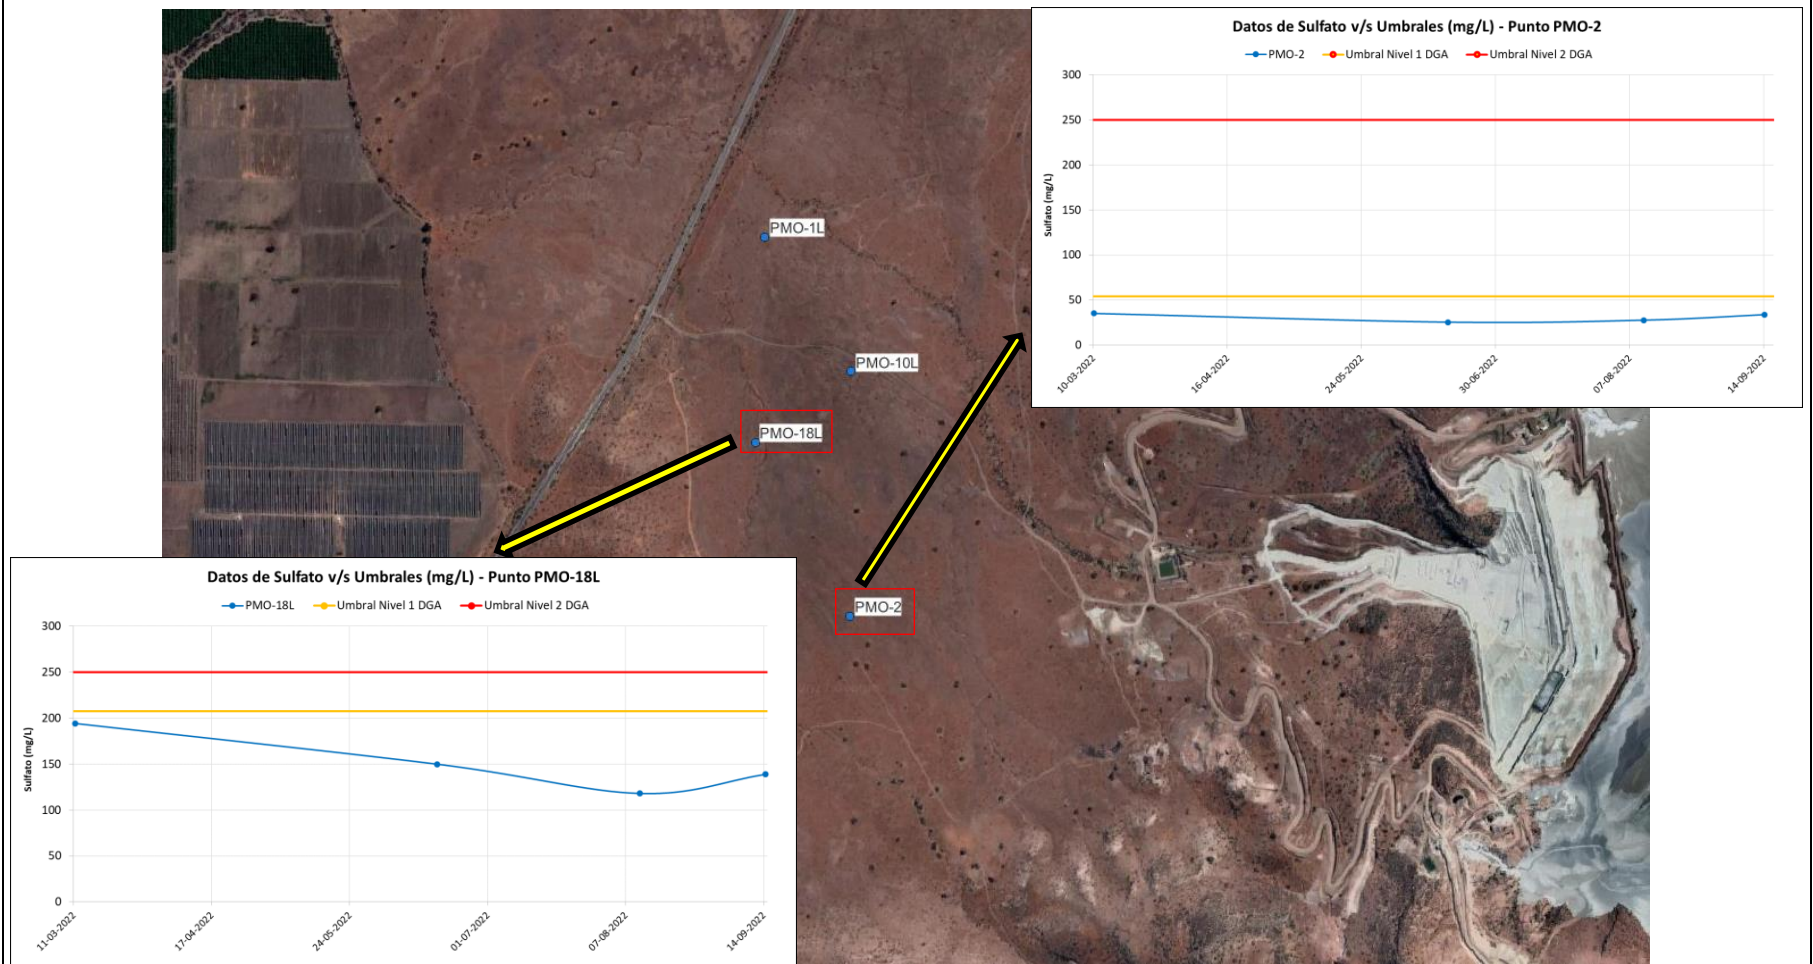 Datos de Sulfato v/s Umbrales (mg/L) - Punto PMO-2
PMO-2 Umbral Nivel 1 DGA Umbral Nivel 2 DGA
300
250
200
150
100
50
0
Sulfato (mg/L)
10-03-2022 16-04-2022 24-05-2022 30-06-2022 07-08-2022 14-09-2022
PMO-1L
PMO-10L
PMO-18L
PMO-2
Datos de Sulfato v/s Umbrales (mg/L) - Punto PMO-18L
PMO-18L Umbral Nivel 1 DGA Umbral Nivel 2 DGA
300
250
200
150
100
50
0
Sulfato (mg/L)
11-03-2022 17-04-2022 24-05-2022 01-07-2022 07-08-2022 14-09-2022